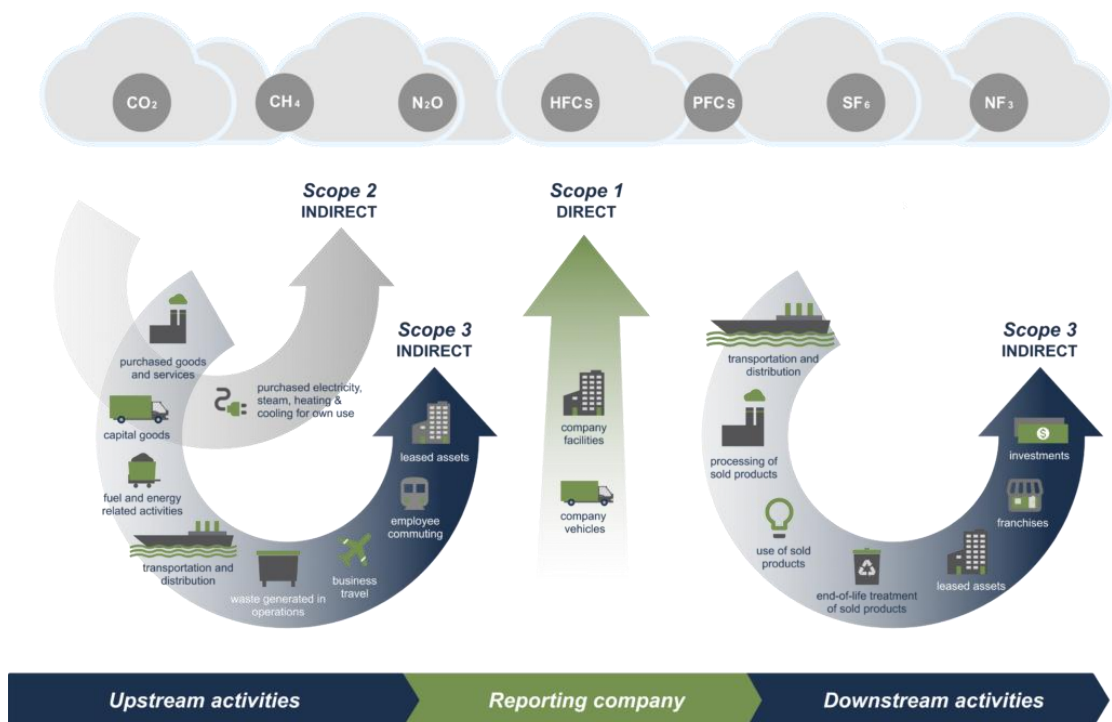 CO₂
CH₄
N₂O
HFCs
PFCs
SF₆
NF₃
Scope 2
INDIRECT
Scope 1
DIRECT
Scope 3
INDIRECT
Scope 3
INDIRECT
purchased goods
and services
purchased electricity,
steam, heating &
cooling for own use
capital goods
fuel and energy
related activities
transportation and
distribution
waste generated in
operations
business
travel
employee
commuting
leased assets
company
facilities
company
vehicles
transportation and
distribution
processing of
sold products
use of sold
products
end-of-life treatment
of sold products
leased assets
franchises
$
investments
Upstream activities
Reporting company
Downstream activities